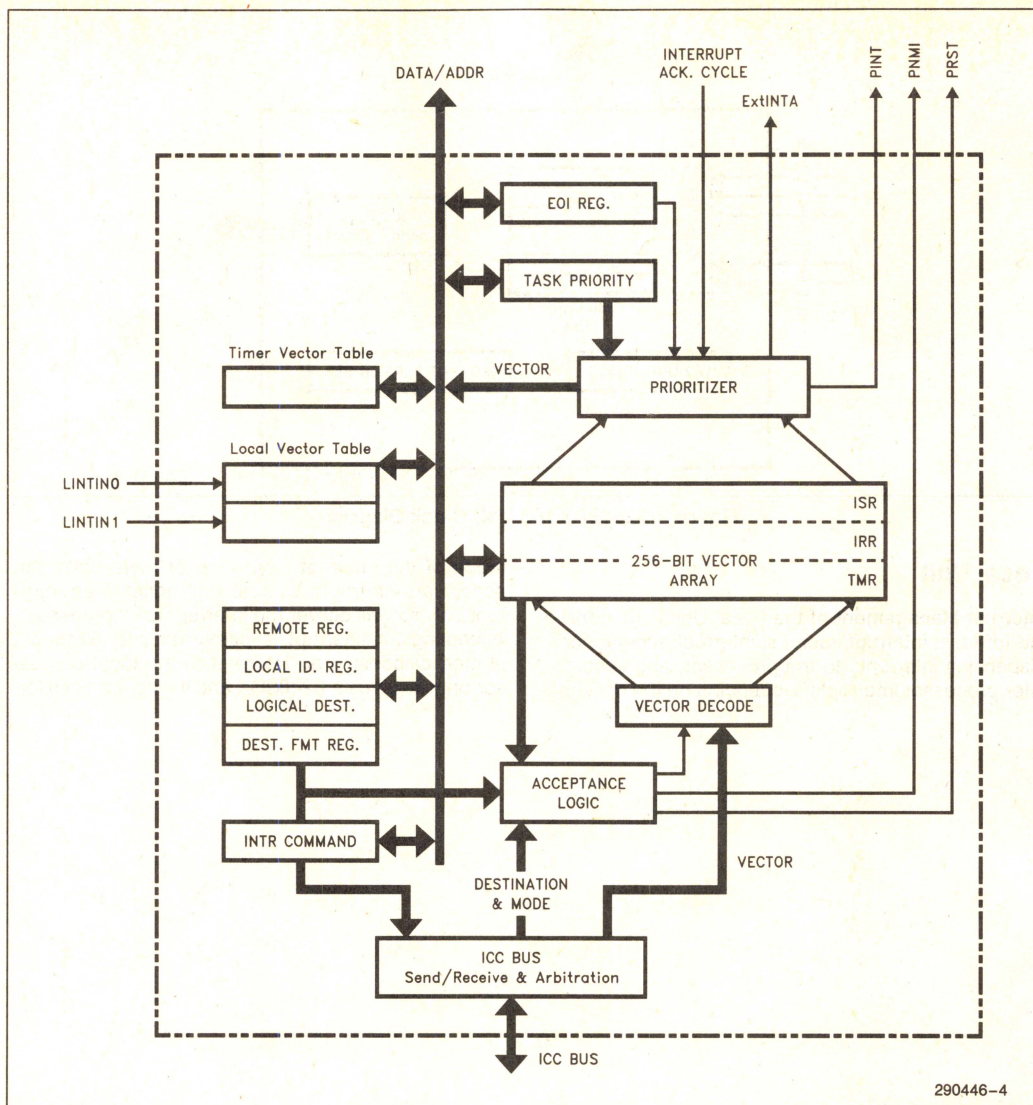 DATA/ADDR
INTERRUPT
ACK. CYCLE
ExtINTA
PINT
PNMI
PRST
EOI REG.
TASK PRIORITY
Timer Vector Table
VECTOR
PRIORITIZER
Local Vector Table
LINTIN0
LINTIN1
ISR
IRR
256-BIT VECTOR
ARRAY
TMR
REMOTE REG.
LOCAL ID. REG.
LOGICAL DEST.
DEST. FMT REG.
VECTOR DECODE
ACCEPTANCE
LOGIC
INTR COMMAND
VECTOR
DESTINATION
& MODE
ICC BUS
Send/Receive & Arbitration
ICC BUS
290446-4